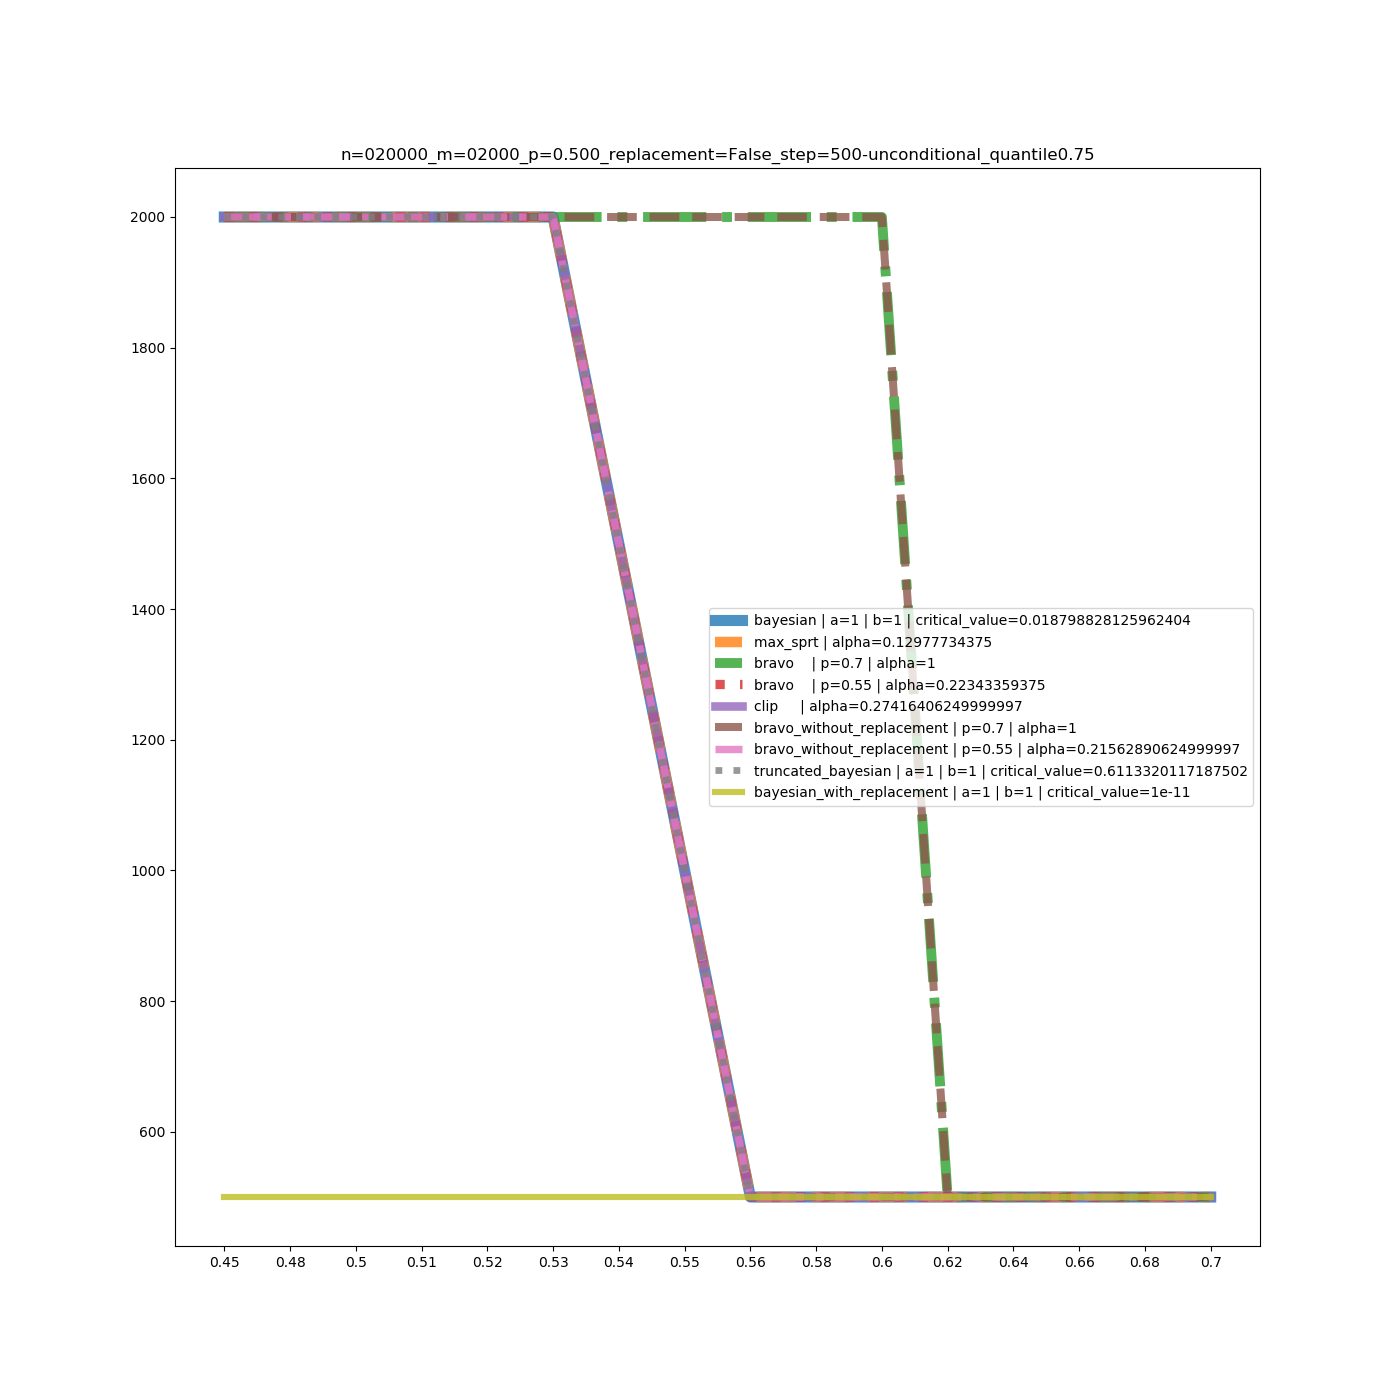 n=020000_m=02000_p=0.500_replacement=False_step=500-unconditional_quantile0.75
2000
1800
1600
1400
1200
1000
800
600
bayesian | a=1 | b=1 | critical_value=0.018798828125962404
max_sprt | alpha=0.12977734375
bravo | p=0.7 | alpha=1
bravo | p=0.55 | alpha=0.22343359375
clip | alpha=0.27416406249999997
bravo_without_replacement | p=0.7 | alpha=1
bravo_without_replacement | p=0.55 | alpha=0.21562890624999997
truncated_bayesian | a=1 | b=1 | critical_value=0.6113320117187502
bayesian_with_replacement | a=1 | b=1 | critical_value=1e-11
0.45 0.48 0.5 0.51 0.52 0.53 0.54 0.55 0.56 0.58 0.6 0.62 0.64 0.66 0.68 0.7